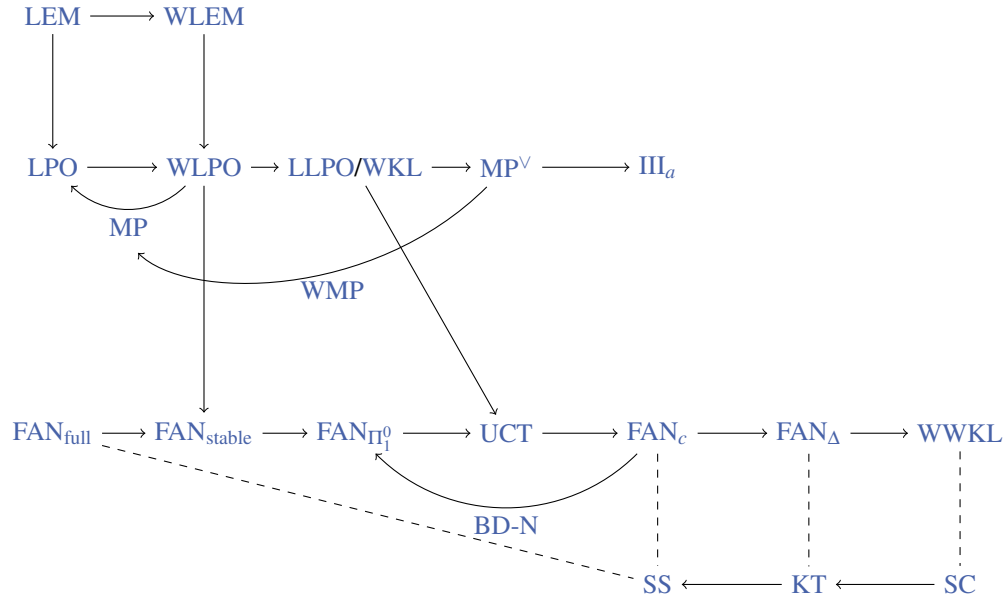 LEM WLEM
LPO WLPO LLPO/WKL MP^∨ III_a
MP
WMP
FAN_full FAN_stable FAN_{Π^0_1} UCT FAN_c FAN_Δ WWKL
BD-N
SS KT SC